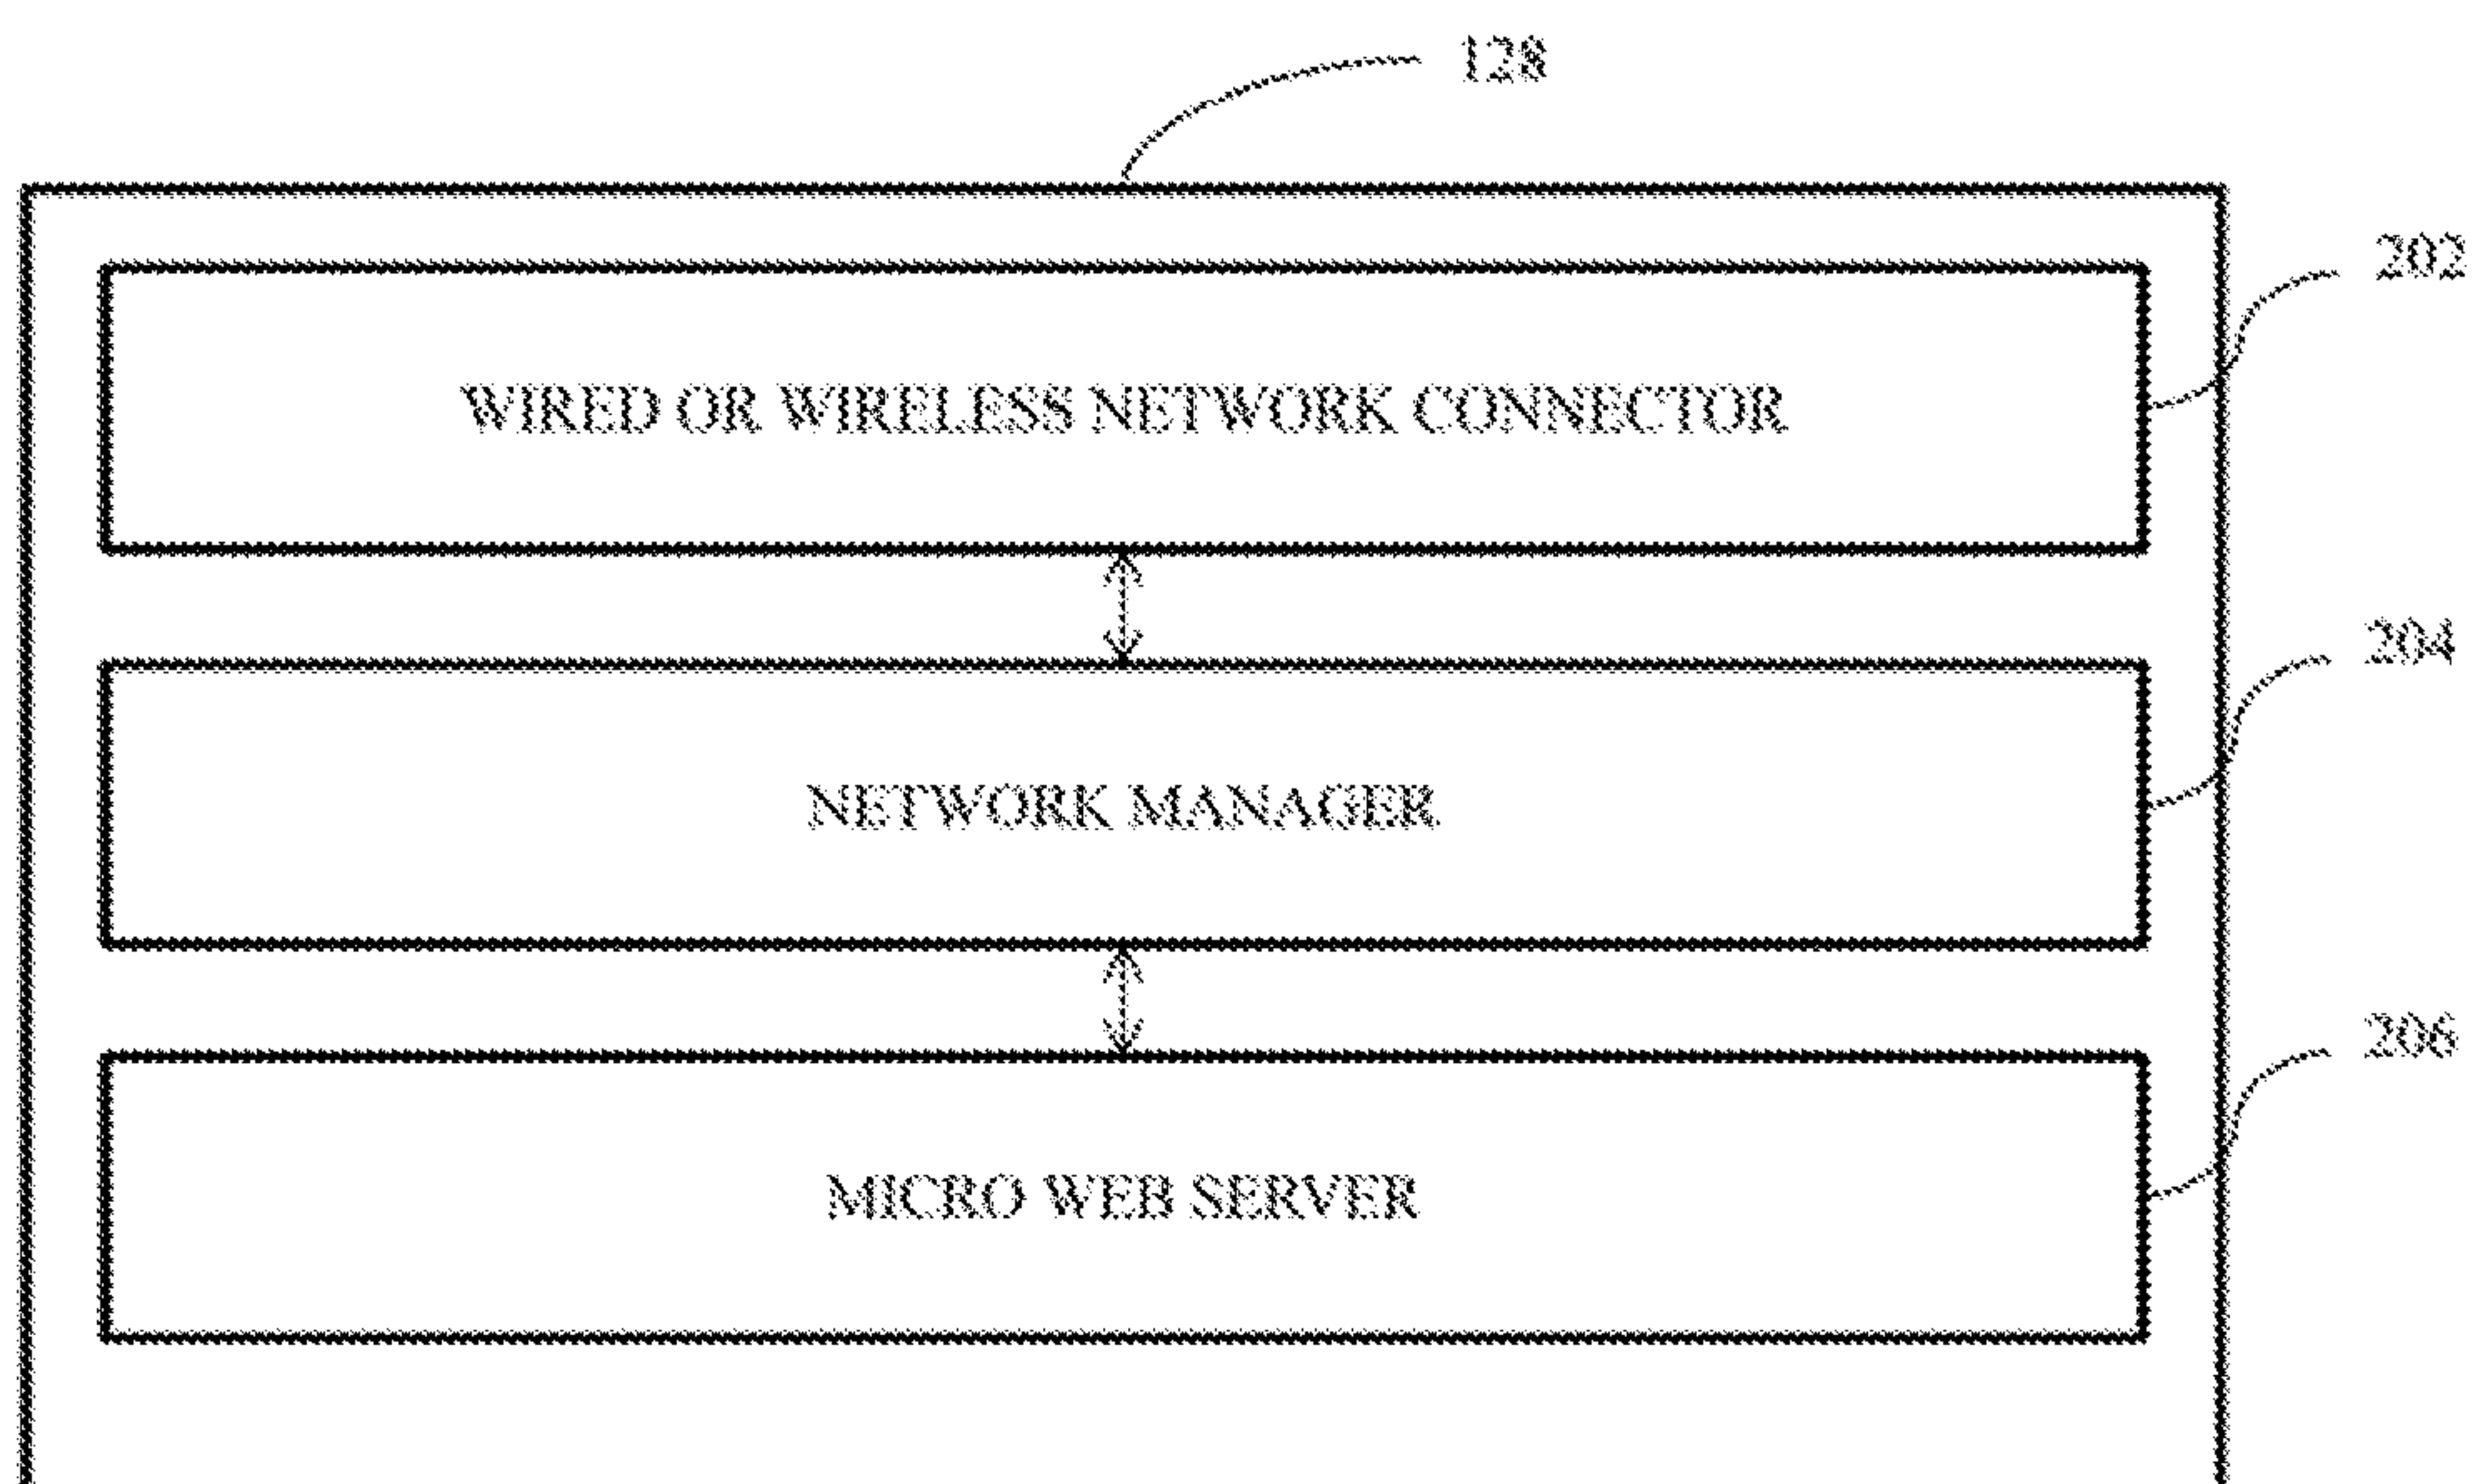 128
202
WIRED OR WIRELESS NETWORK CONNECTOR
204
NETWORK MANAGER
206
MICRO WEB SERVER